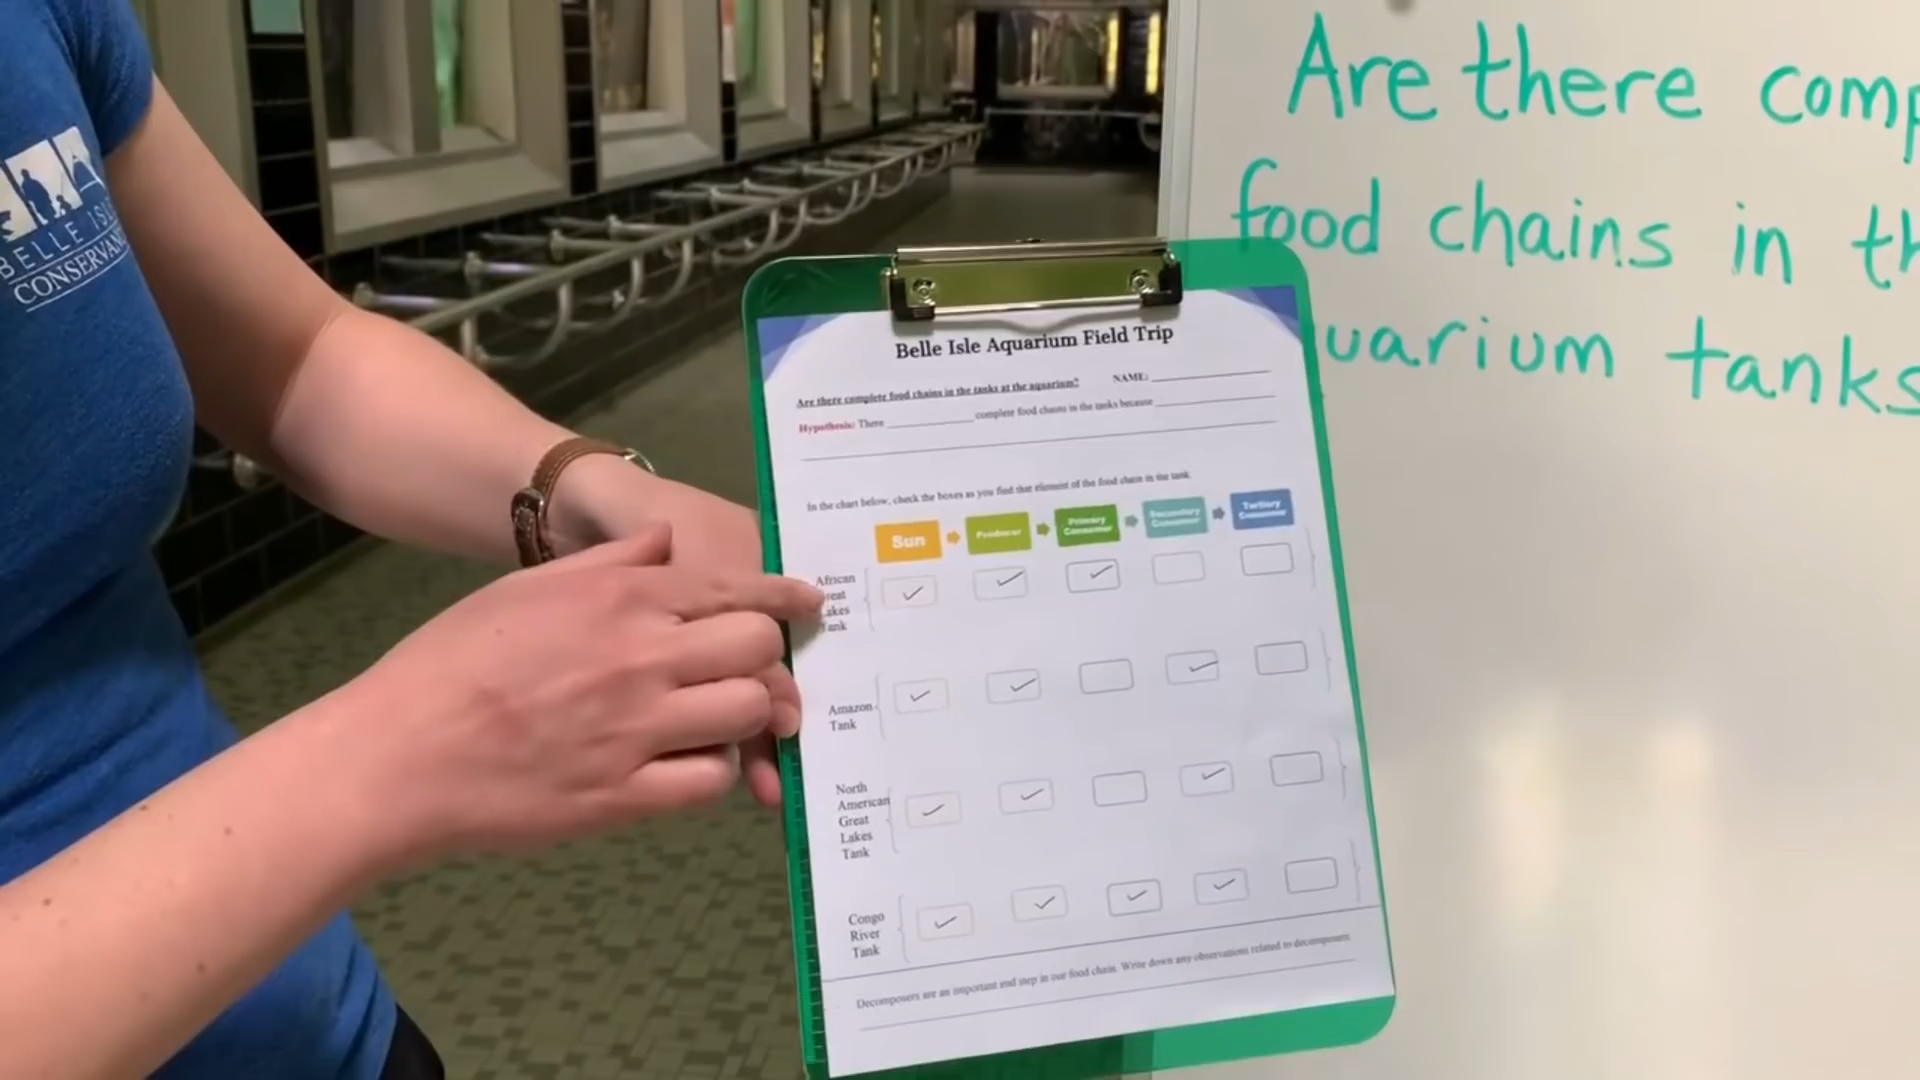 BELLE ISLE
CONSERVAN
Are there comp
food chains in th
uarium tanks
Belle Isle Aquarium Field Trip
Are there complete food chains in the tanks at the aquarium? NAME:
Hypothesis: There complete food chains in the tanks because
In the chart below, check the boxes as you find that element of the food chain in the tank.
Sun Producer Primary Consumer Secondary Consumer Tertiary Consumer
African
reat
akes
Tank
Amazon
Tank
North
American
Great
Lakes
Tank
Congo
River
Tank
Decomposers are an important end step in our food chain. Write down any observations related to decomposers